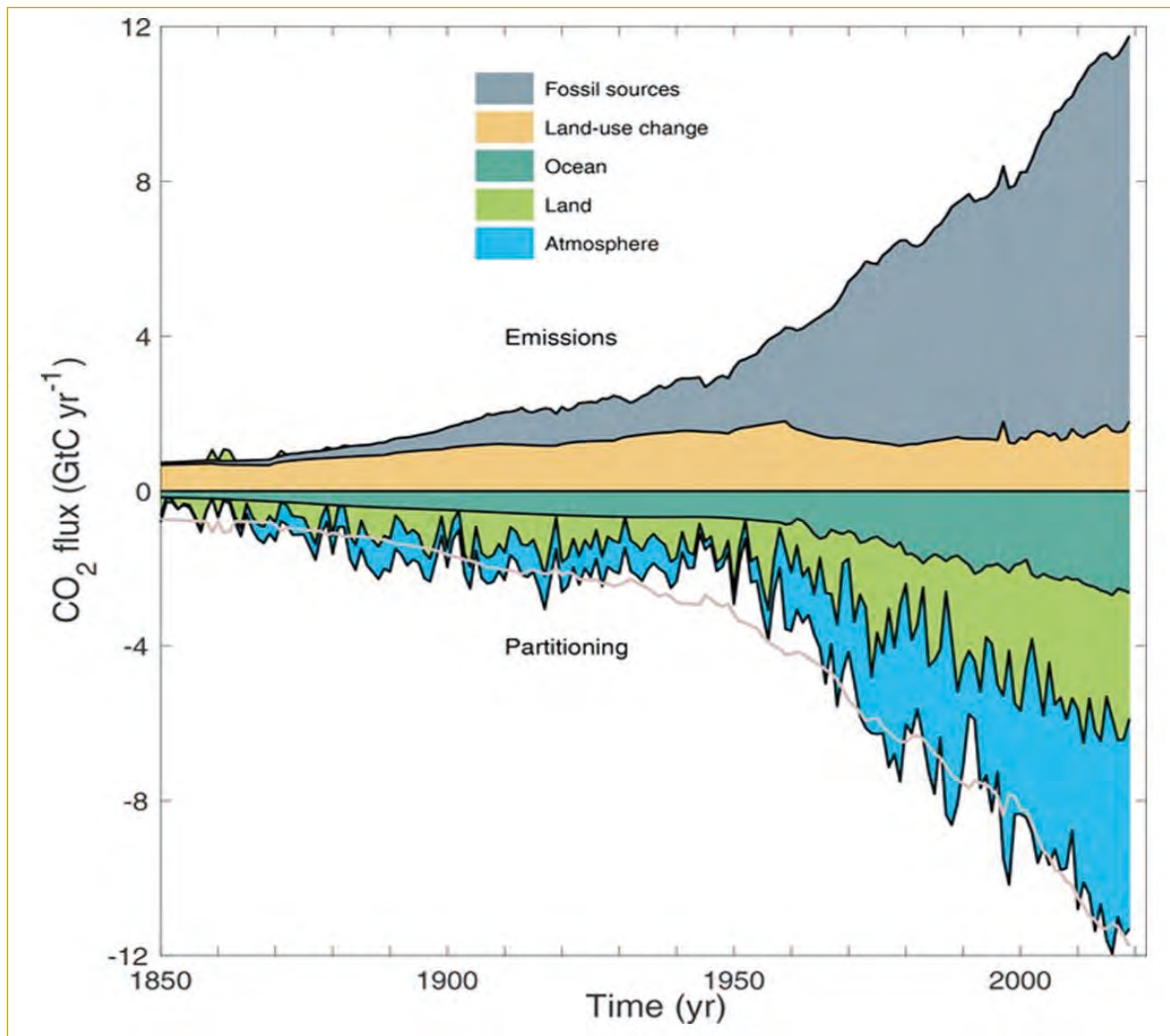 12
8
4
0
-4
-8
-12
Fossil sources
Land-use change
Ocean
Land
Atmosphere
Emissions
Partitioning
CO₂ flux (GtC yr⁻¹)
1850
1900
1950
2000
Time (yr)